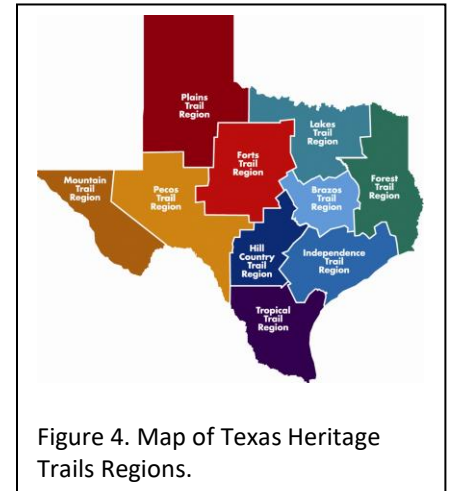 Plains
Trail
Region
Lakes
Trail
Region
Forts
Trail
Region
Mountain
Trail
Region
Pecos
Trail
Region
Brazos
Trail
Region
Forest
Trail
Region
Hill
Country
Trail
Region
Independence
Trail
Region
Tropical
Trail
Region
Figure 4. Map of Texas Heritage
Trails Regions.